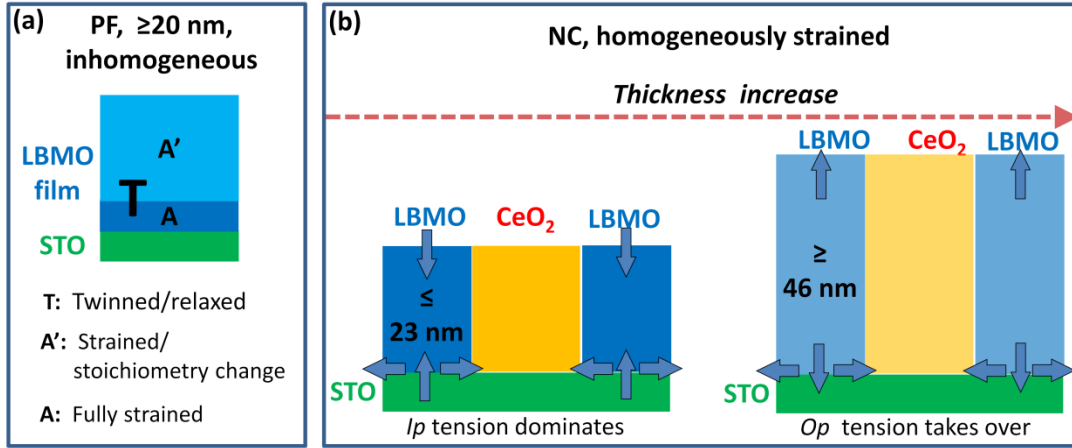 (a)
PF, ≥20 nm,
inhomogeneous
A'
LBMO
film
T
A
STO
T: Twinned/relaxed
A': Strained/
stoichiometry change
A: Fully strained
(b)
NC, homogeneously strained
Thickness increase
LBMO CeO₂ LBMO
≤
23 nm
STO
Ip tension dominates
LBMO CeO₂ LBMO
≥
46 nm
STO
Op tension takes over